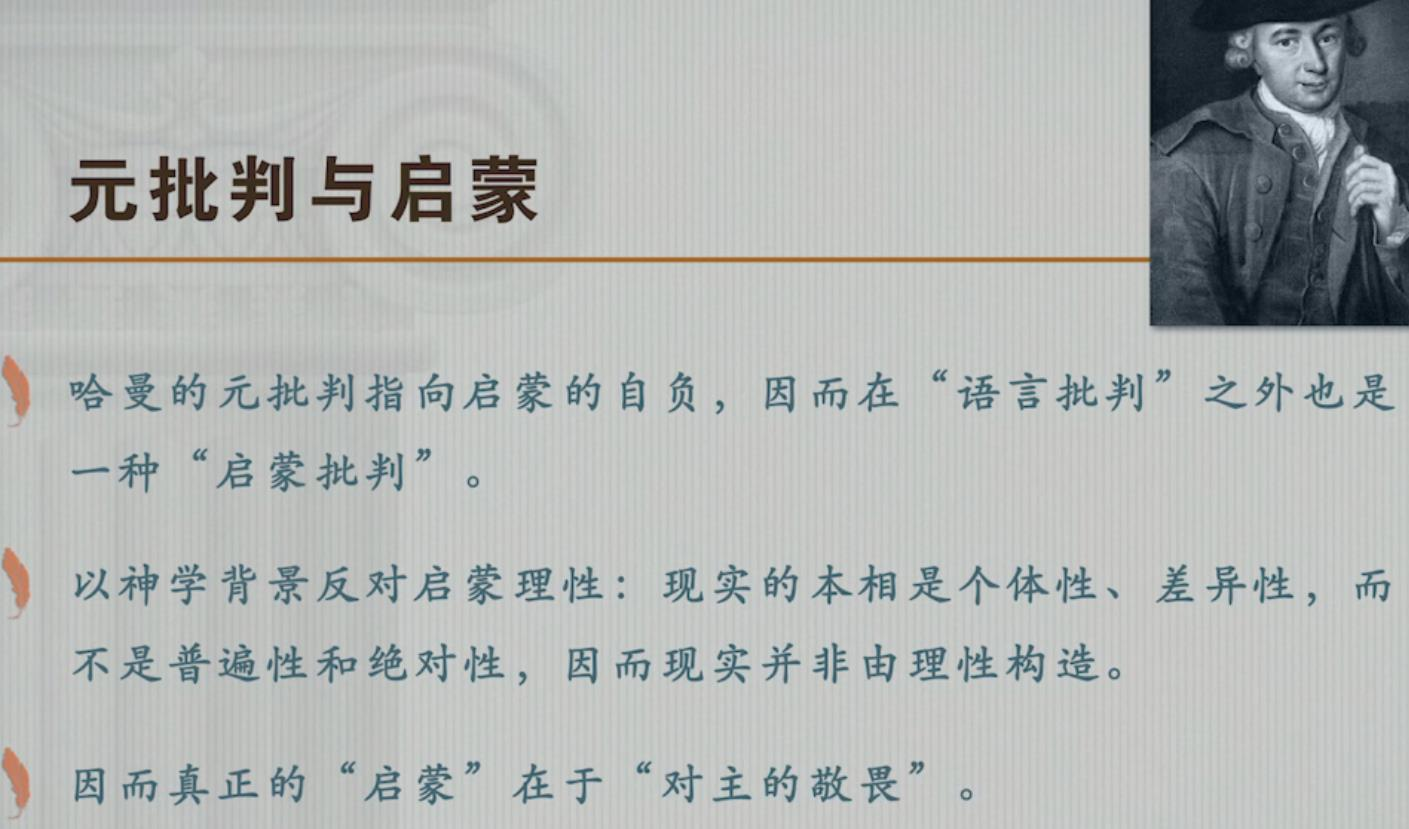 元批判与启蒙
哈曼的元批判指向启蒙的自负，因而在“语言批判”之外也是
一种“启蒙批判”。
以神学背景反对启蒙理性：现实的本相是个体性、差异性，而
不是普遍性和绝对性，因而现实并非由理性构造。
因而真正的“启蒙”在于“对主的敬畏”。